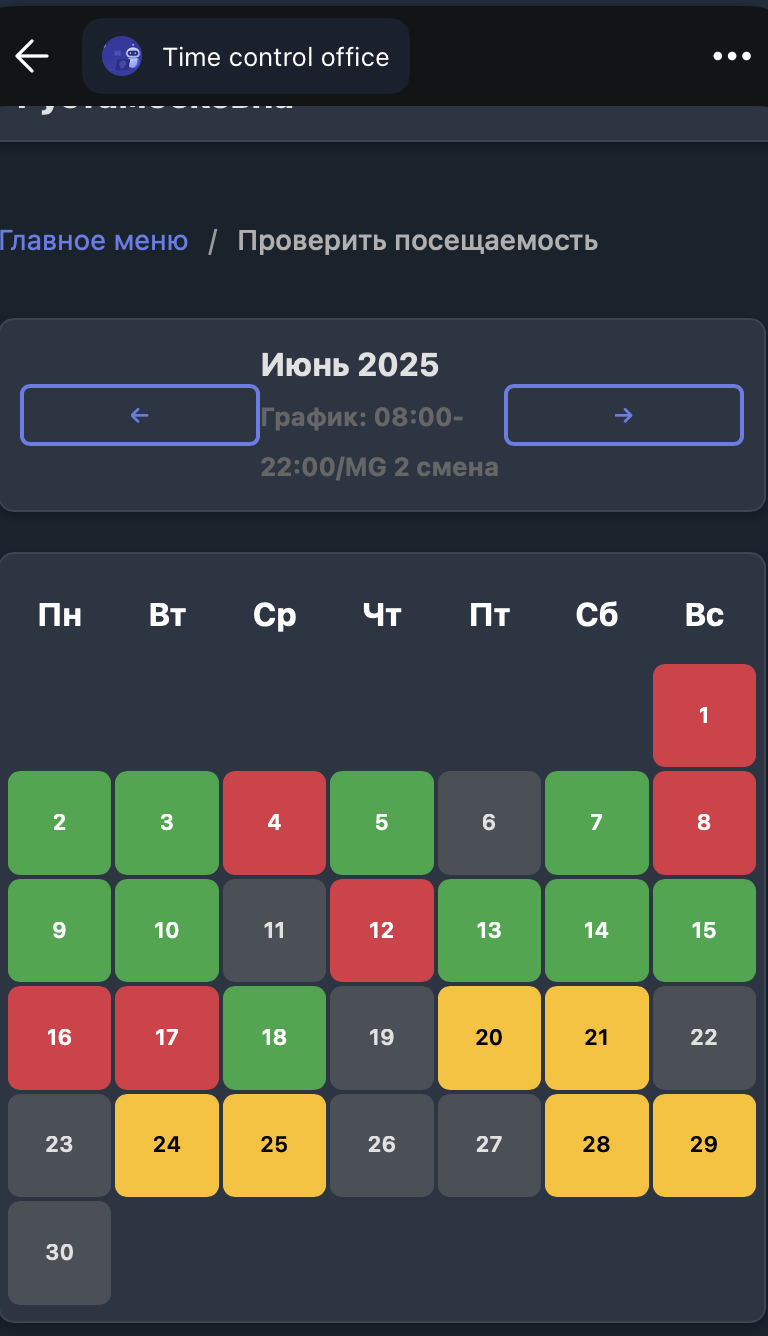 Time control office
Главное меню / Проверить посещаемость
Июнь 2025
График: 08:00-
22:00/MG 2 смена
← →
Пн Вт Ср Чт Пт Сб Вс
1
2 3 4 5 6 7 8
9 10 11 12 13 14 15
16 17 18 19 20 21 22
23 24 25 26 27 28 29
30